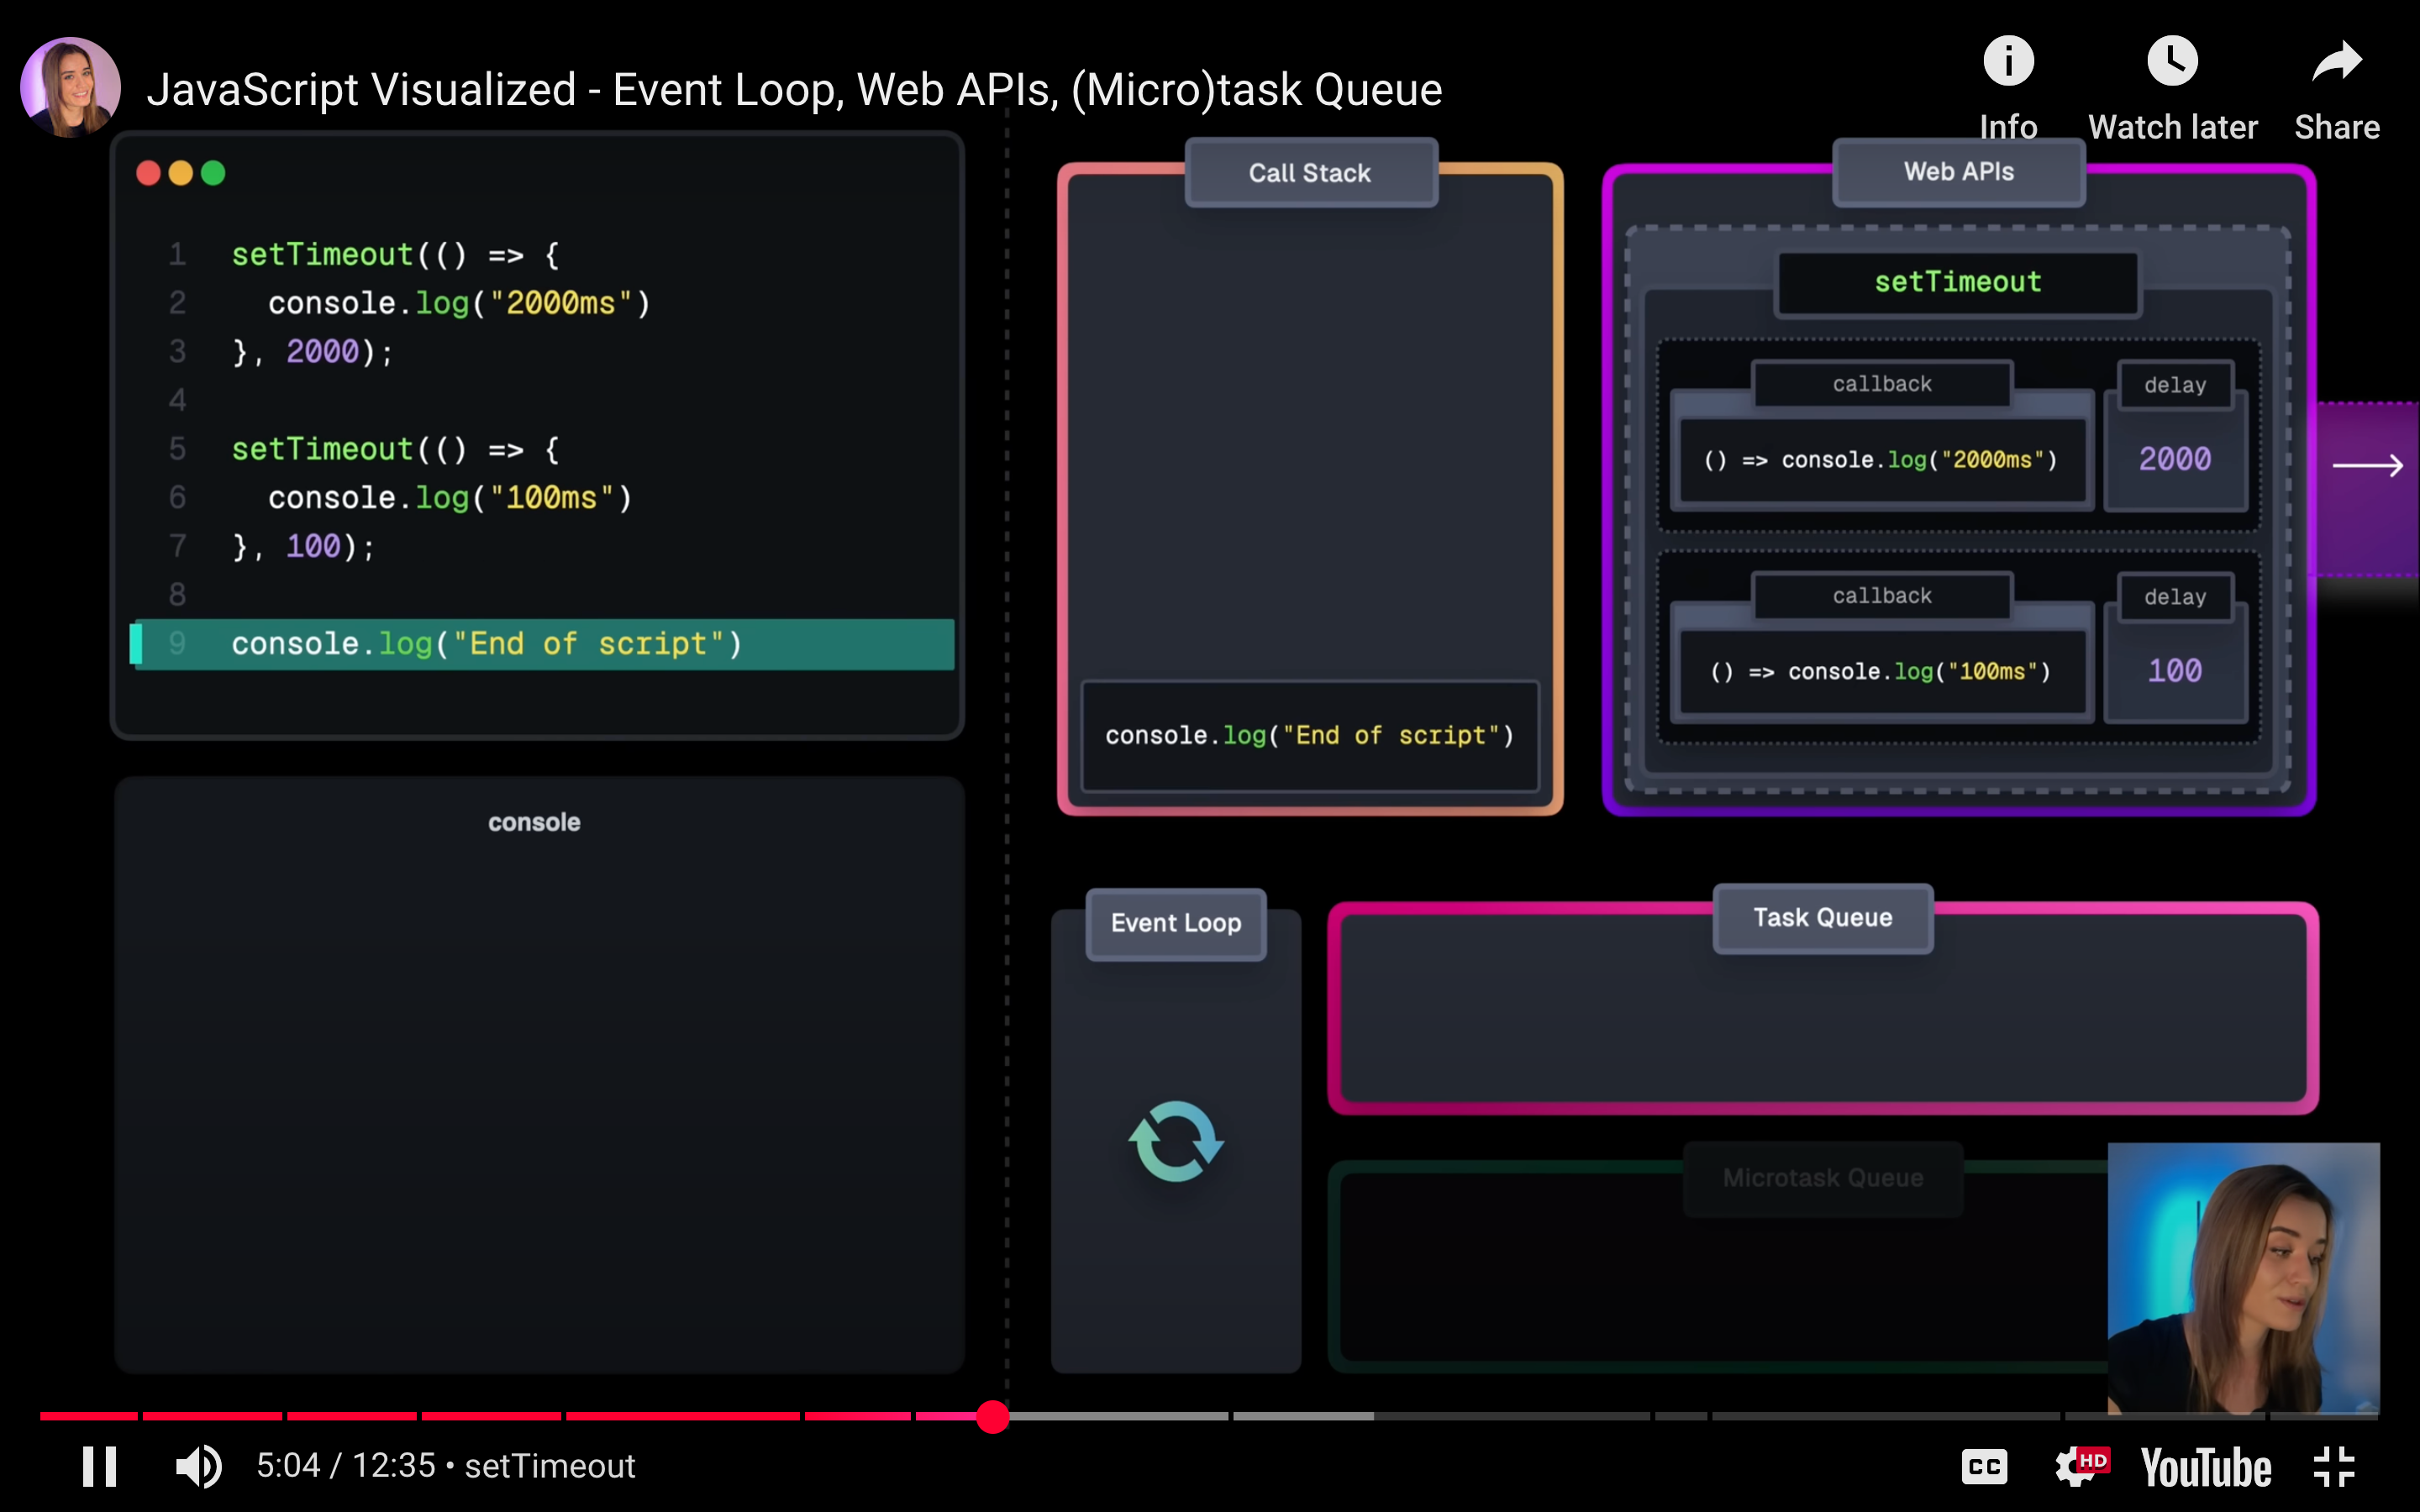 JavaScript Visualized - Event Loop, Web APIs, (Micro)task Queue
Info
Watch later
Share
1 setTimeout(() => {
2 console.log("2000ms")
3 }, 2000);
4
5 setTimeout(() => {
6 console.log("100ms")
7 }, 100);
8
9 console.log("End of script")
console
Call Stack
console.log("End of script")
Web APIs
setTimeout
callback
delay
() => console.log("2000ms")
2000
callback
delay
() => console.log("100ms")
100
Event Loop
Task Queue
Microtask Queue
5:04 / 12:35 • setTimeout
CC
HD
YouTube